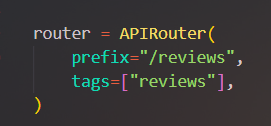 router = APIRouter(
    prefix="/reviews",
    tags=["reviews"],
)